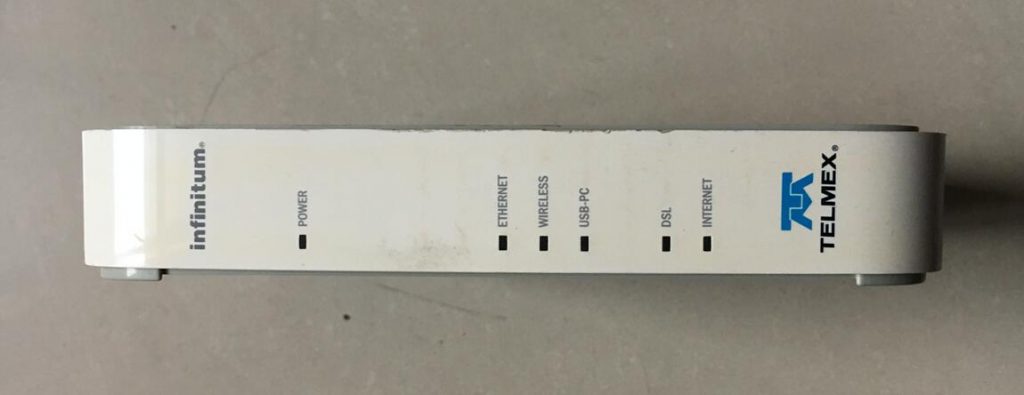 infinitum®
POWER
ETHERNET
WIRELESS
USB-PC
DSL
INTERNET
TELMEX®